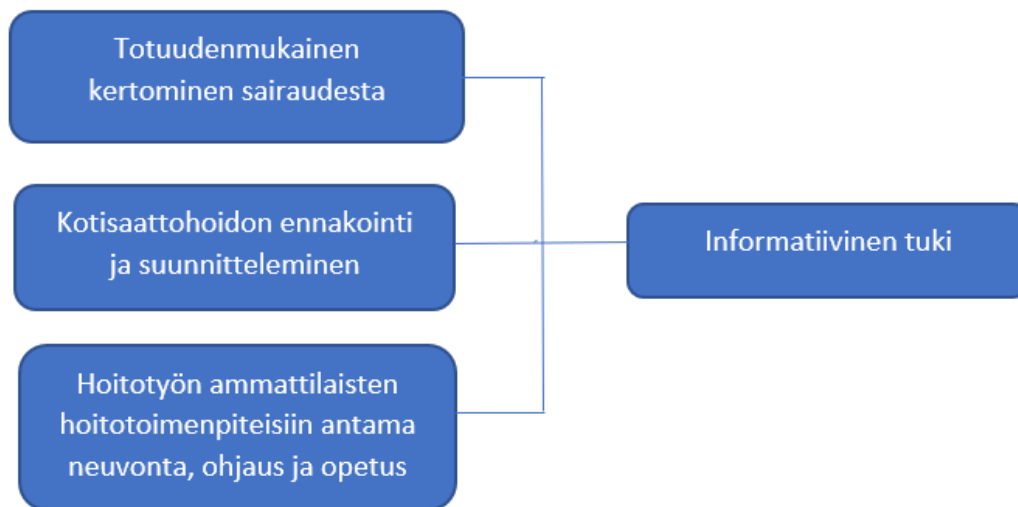 Totuudenmukainen
kertominen sairaudesta
Kotisaattohoidon ennakointi
ja suunnitteleminen
Informatiivinen tuki
Hoitotyön ammattilaisten
hoitotoimenpiteisiin antama
neuvonta, ohjaus ja opetus